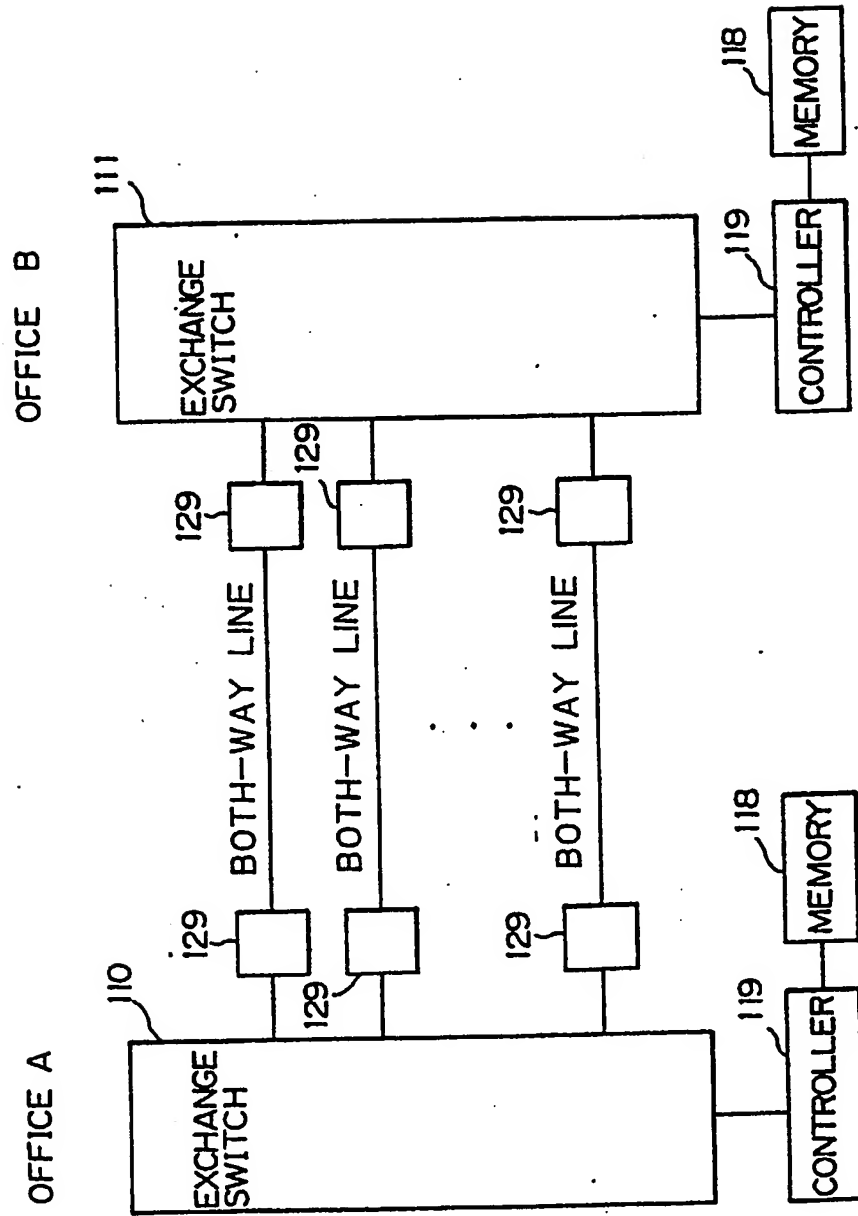 OFFICE A
OFFICE B
110
111
EXCHANGE
SWITCH
EXCHANGE
SWITCH
129
BOTH-WAY LINE
129
129
BOTH-WAY LINE
129
129
BOTH-WAY LINE
129
119
118
CONTROLLER
MEMORY
119
118
CONTROLLER
MEMORY